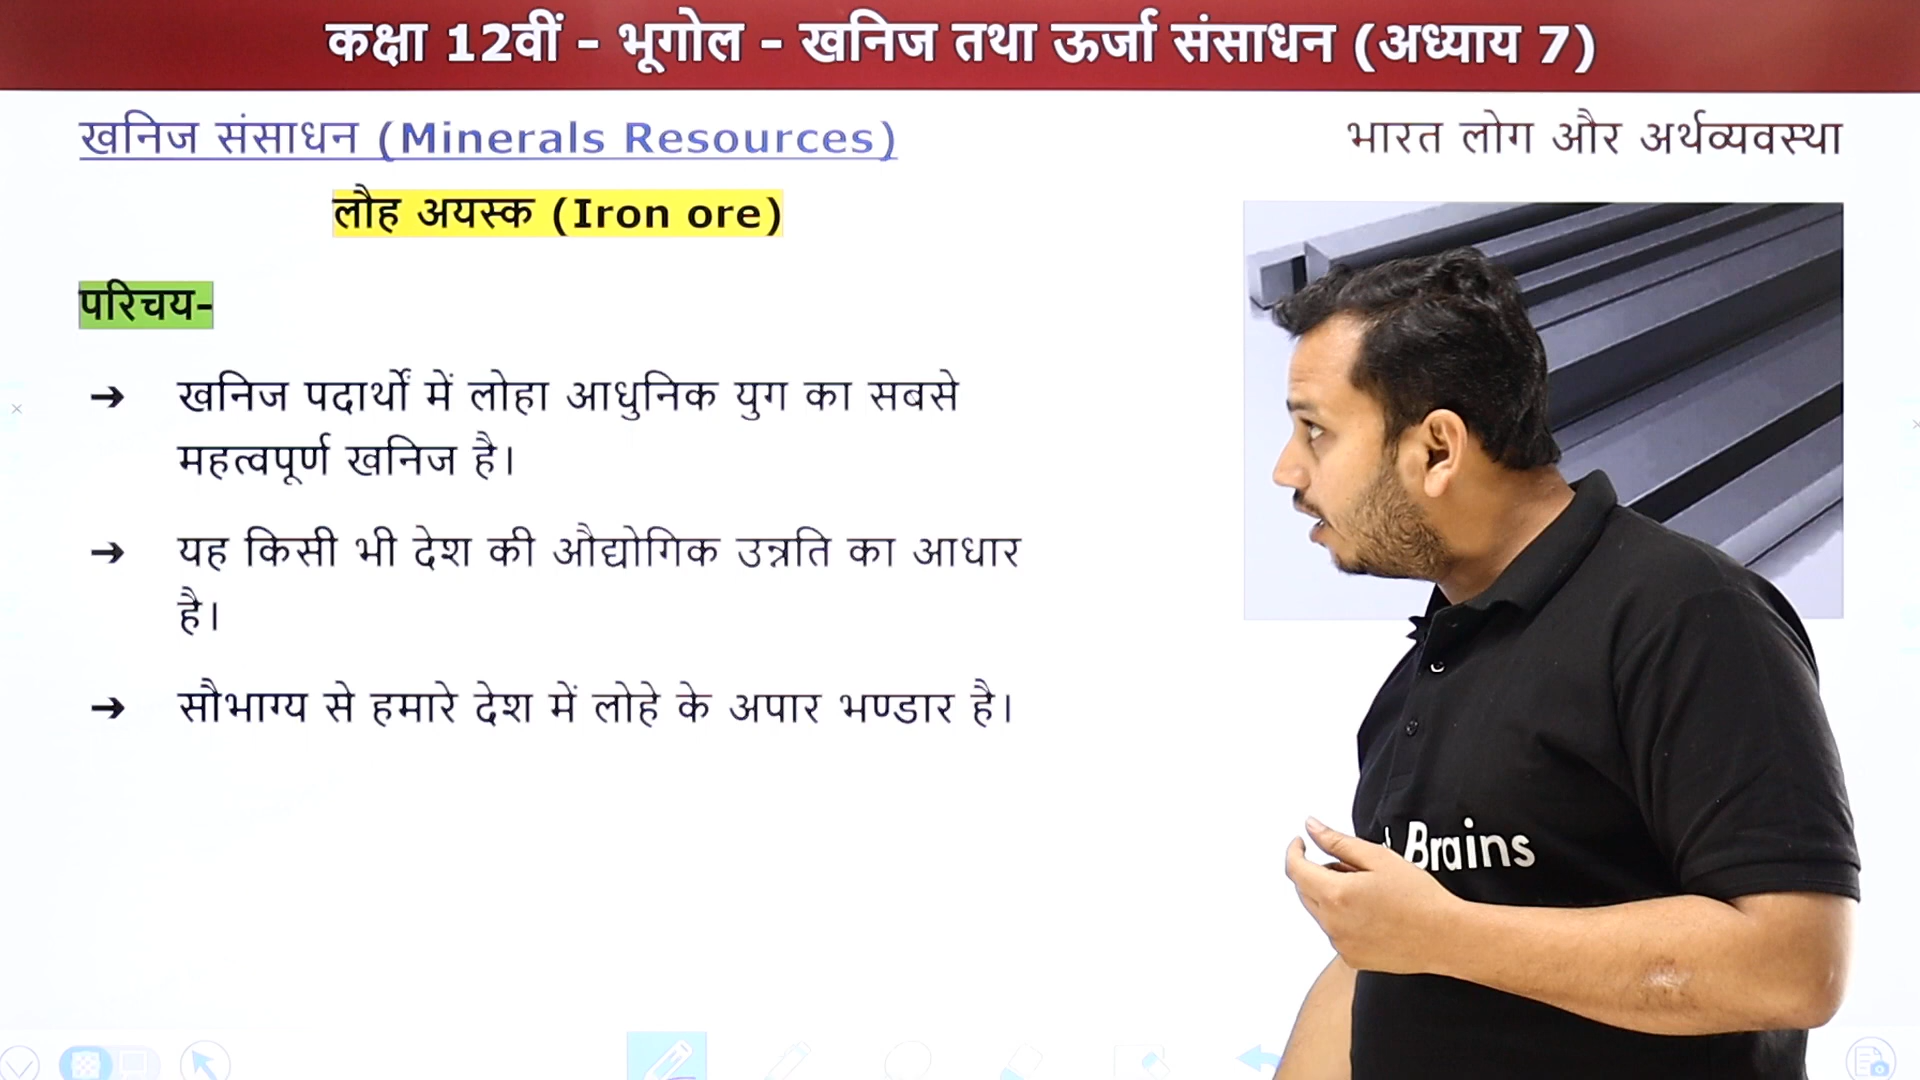 कक्षा 12वीं - भूगोल - खनिज तथा ऊर्जा संसाधन (अध्याय 7)
खनिज संसाधन (Minerals Resources)
भारत लोग और अर्थव्यवस्था
लौह अयस्क (Iron ore)
परिचय-
➔ खनिज पदार्थों में लोहा आधुनिक युग का सबसे
महत्वपूर्ण खनिज है।
➔ यह किसी भी देश की औद्योगिक उन्नति का आधार
है।
➔ सौभाग्य से हमारे देश में लोहे के अपार भण्डार है।
Brains